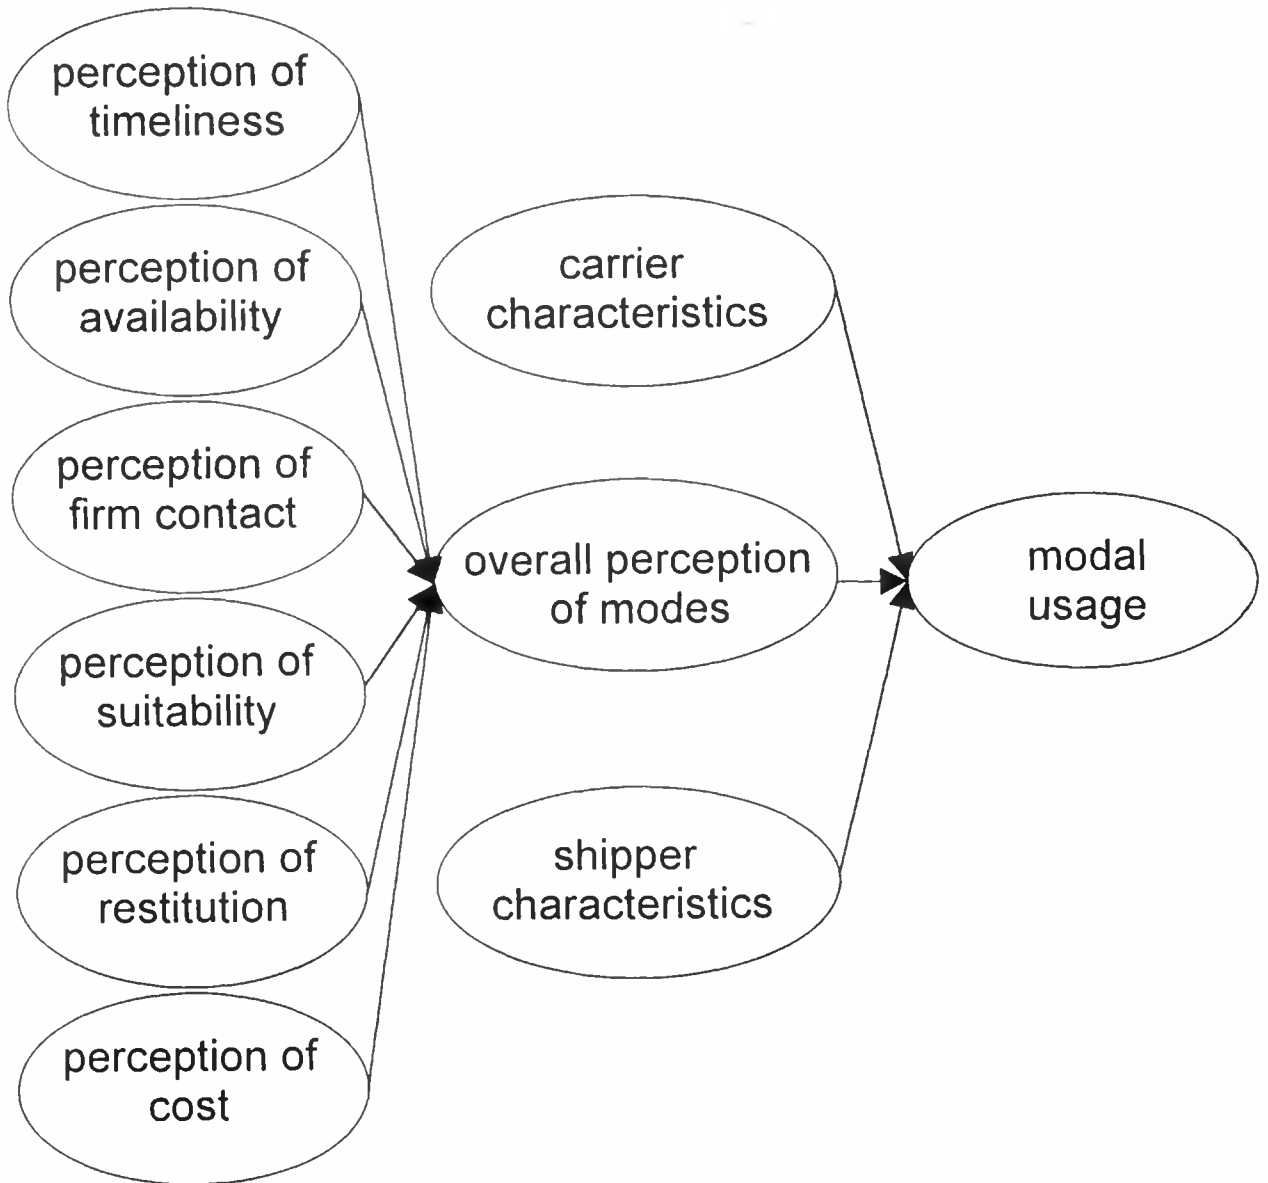 perception of
timeliness
perception of
availability
perception of
firm contact
perception of
suitability
perception of
restitution
perception of
cost
carrier
characteristics
overall perception
of modes
shipper
characteristics
modal
usage